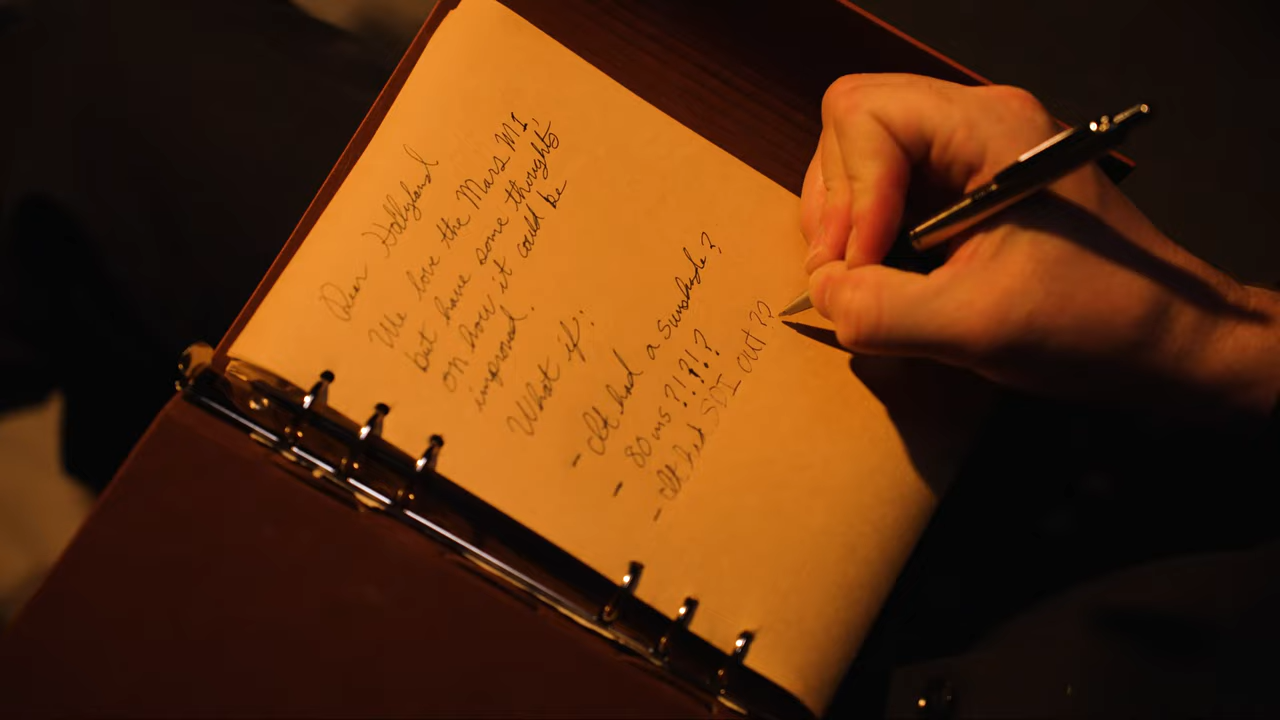 Dear Hollyland
We love the Mars M1
but have some thoughts
on how it could be
improved.
What if:
- It had a Sunshade?
- 80 ms?!?!?
- It had SDI out??